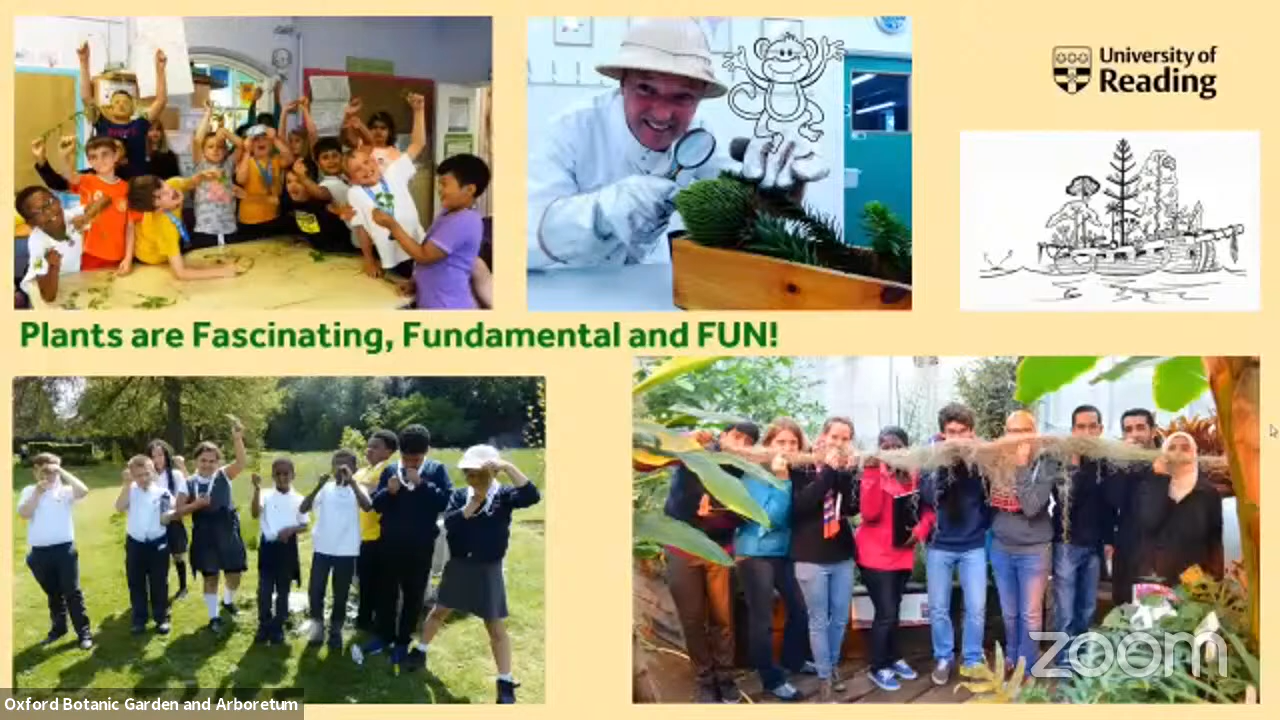 University of
Reading
Plants are Fascinating, Fundamental and FUN!
zoom
Oxford Botanic Garden and Arboretum